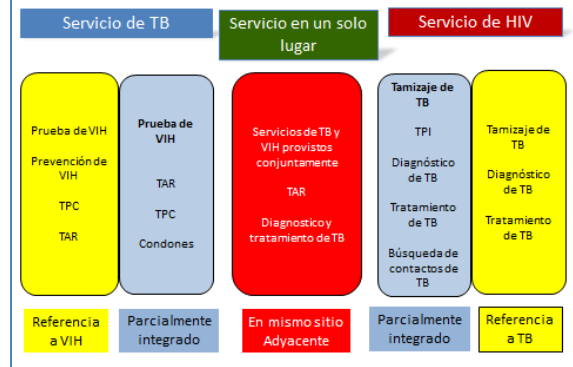 Servicio de TB
Servicio en un solo
lugar
Servicio de HIV
Prueba de VIH
Prevención de
VIH
TPC
TAR
Prueba de
VIH
TAR
TPC
Condones
Servicios de TB y
VIH provistos
conjuntamente
TAR
Diagnostico y
tratamiento de TB
Tamizaje de
TB
TPI
Diagnóstico
de TB
Tratamiento
de TB
Búsqueda de
contactos de
TB
Tamizaje de
TB
Diagnóstico
de TB
Tratamiento
de TB
Referencia
a VIH
Parcialmente
integrado
En mismo sitio
Adyacente
Parcialmente
integrado
Referencia
a TB